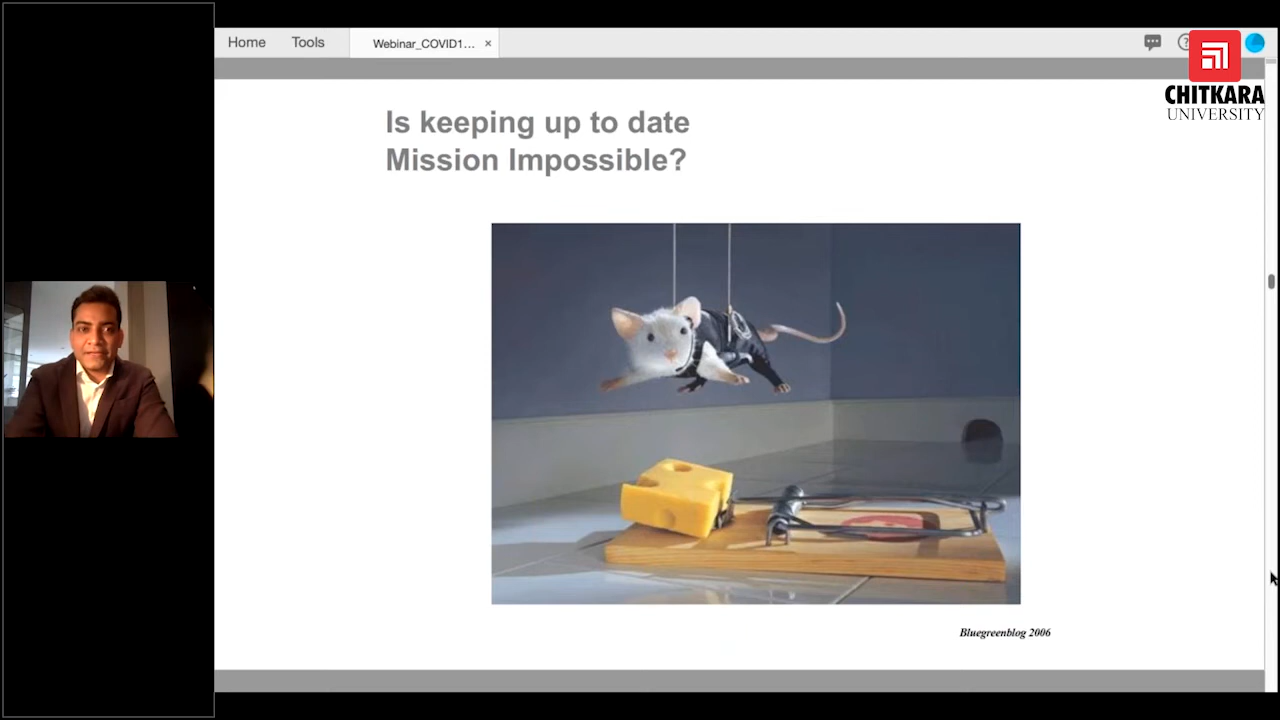 Home Tools Webinar_COVID1... ×
CHITKARA
UNIVERSITY
Is keeping up to date
Mission Impossible?
Bluegreenblog 2006